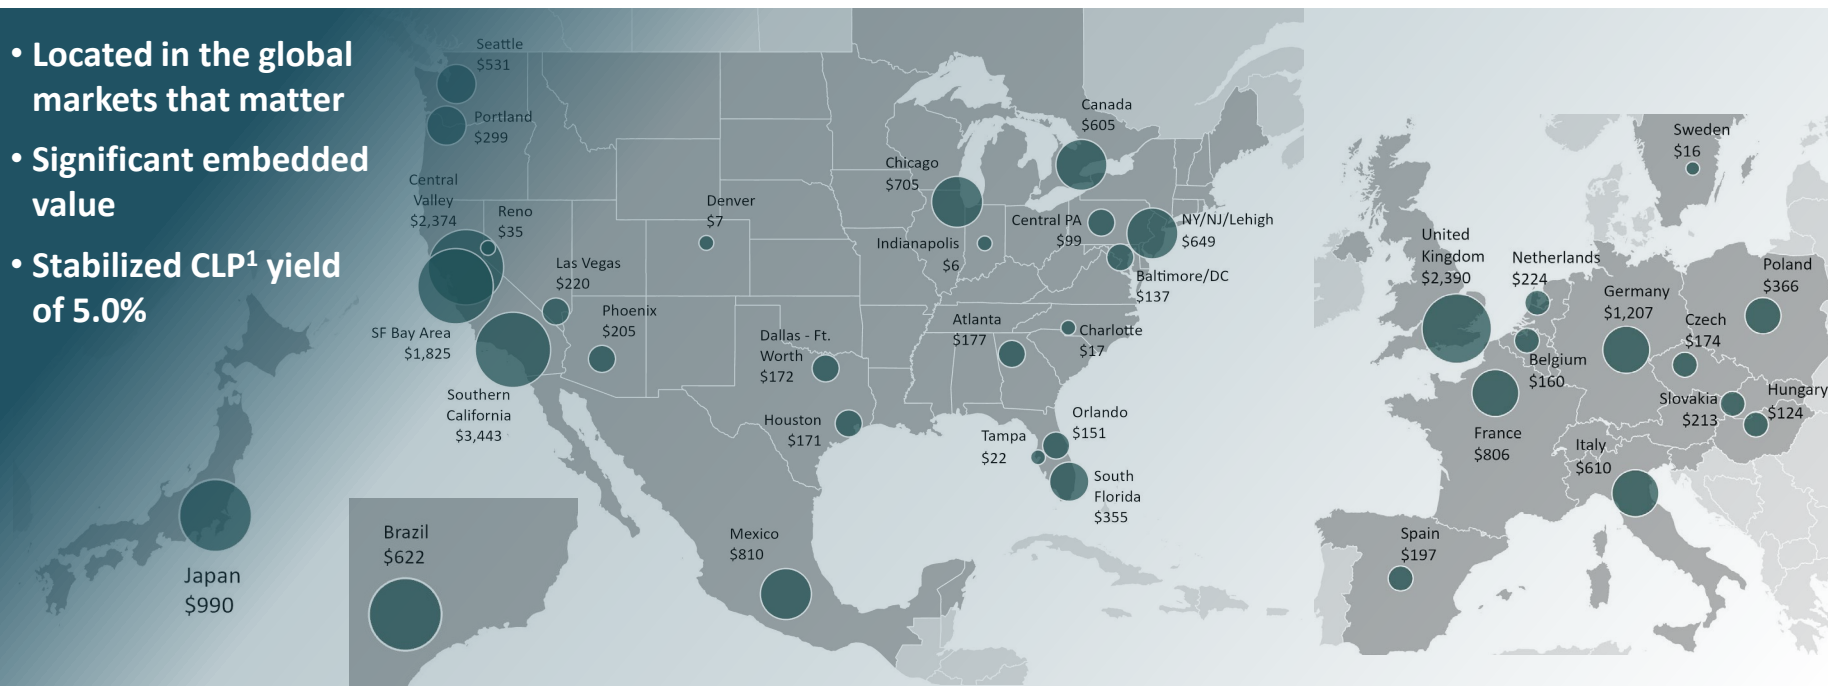 • Located in the global
markets that matter
• Significant embedded
value
• Stabilized CLP¹ yield
of 5.0%
Seattle
$531
Portland
$299
Central
Valley
$2,374
Reno
$35
SF Bay Area
$1,825
Las Vegas
$220
Phoenix
$205
Southern
California
$3,443
Denver
$7
Dallas - Ft.
Worth
$172
Houston
$171
Chicago
$705
Indianapolis
$6
Canada
$605
Central PA
$99
NY/NJ/Lehigh
$649
Baltimore/DC
$137
Atlanta
$177
Charlotte
$17
Orlando
$151
Tampa
$22
South
Florida
$355
Mexico
$810
Brazil
$622
Japan
$990
Sweden
$16
United
Kingdom
$2,390
Netherlands
$224
Germany
$1,207
Poland
$366
Czech
$174
Belgium
$160
Slovakia
$213
Hungary
$124
France
$806
Italy
$610
Spain
$197